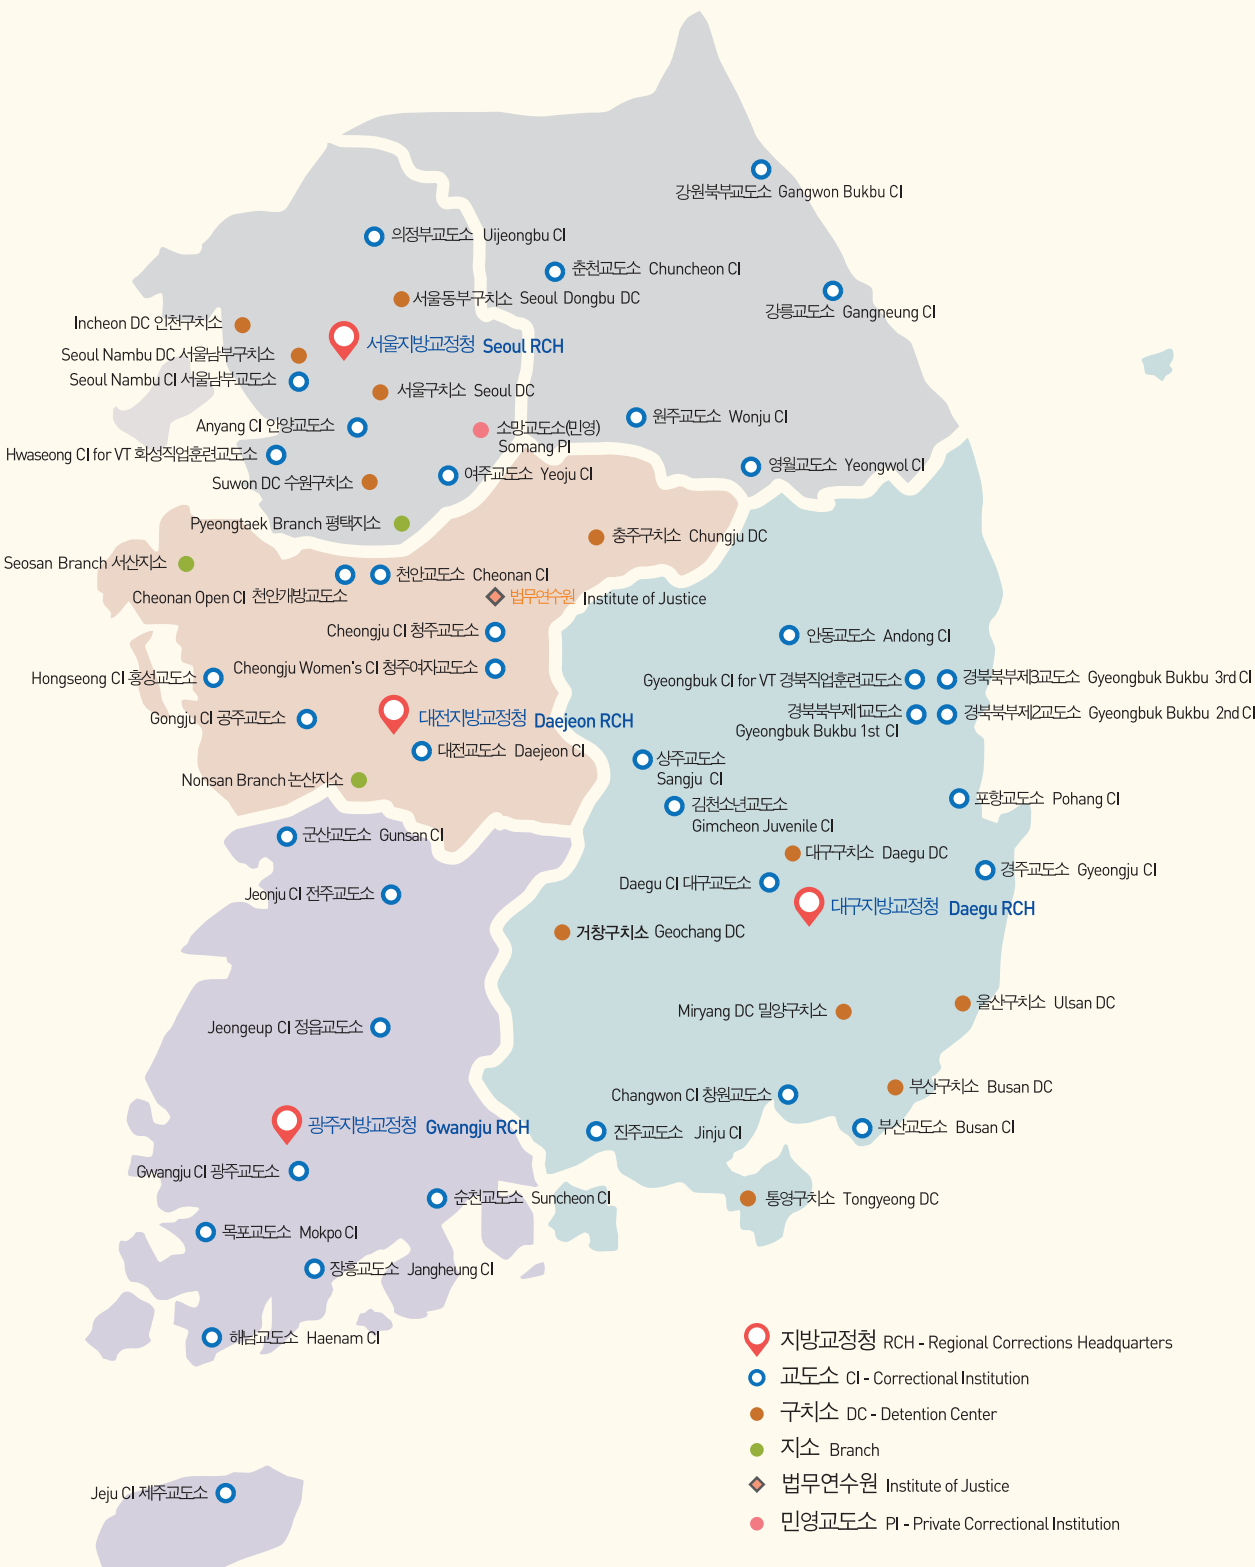 강원북부교도소 Gangwon Bukbu CI
의정부교도소 Uijeongbu CI
춘천교도소 Chuncheon CI
서울동부구치소 Seoul Dongbu DC
강릉교도소 Gangneung CI
Incheon DC 인천구치소
서울지방교정청 Seoul RCH
Seoul Nambu DC 서울남부구치소
Seoul Nambu CI 서울남부교도소
서울구치소 Seoul DC
원주교도소 Wonju CI
Anyang CI 안양교도소
소망교도소(민영)
Somang PI
Hwaseong CI for VT 화성직업훈련교도소
영월교도소 Yeongwol CI
여주교도소 Yeoju CI
Suwon DC 수원구치소
Pyeongtaek Branch 평택지소
충주구치소 Chungju DC
Seosan Branch 서산지소
천안교도소 Cheonan CI
Cheonan Open CI 천안개방교도소
법무연수원 Institute of Justice
Cheongju CI 청주교도소
안동교도소 Andong CI
Cheongju Women's CI 청주여자교도소
Hongseong CI 홍성교도소
Gyeongbuk CI for VT 경북직업훈련교도소
경북북부제3교도소 Gyeongbuk Bukbu 3rd CI
Gongju CI 공주교도소
대전지방교정청 Daejeon RCH
경북북부제1교도소
Gyeongbuk Bukbu 1st CI
경북북부제2교도소 Gyeongbuk Bukbu 2nd CI
대전교도소 Daejeon CI
상주교도소
Sangju CI
Nonsan Branch 논산지소
김천소년교도소
Gimcheon Juvenile CI
포항교도소 Pohang CI
군산교도소 Gunsan CI
대구구치소 Daegu DC
경주교도소 Gyeongju CI
Daegu CI 대구교도소
Jeonju CI 전주교도소
대구지방교정청 Daegu RCH
거창구치소 Geochang DC
울산구치소 Ulsan DC
Miryang DC 밀양구치소
Jeongeup CI 정읍교도소
부산구치소 Busan DC
Changwon CI 창원교도소
광주지방교정청 Gwangju RCH
부산교도소 Busan CI
진주교도소 Jinju CI
Gwangju CI 광주교도소
순천교도소 Suncheon CI
통영구치소 Tongyeong DC
목포교도소 Mokpo CI
장흥교도소 Jangheung CI
해남교도소 Haenam CI
Jeju CI 제주교도소
지방교정청 RCH - Regional Corrections Headquarters
교도소 CI - Correctional Institution
구치소 DC - Detention Center
지소 Branch
법무연수원 Institute of Justice
민영교도소 PI - Private Correctional Institution